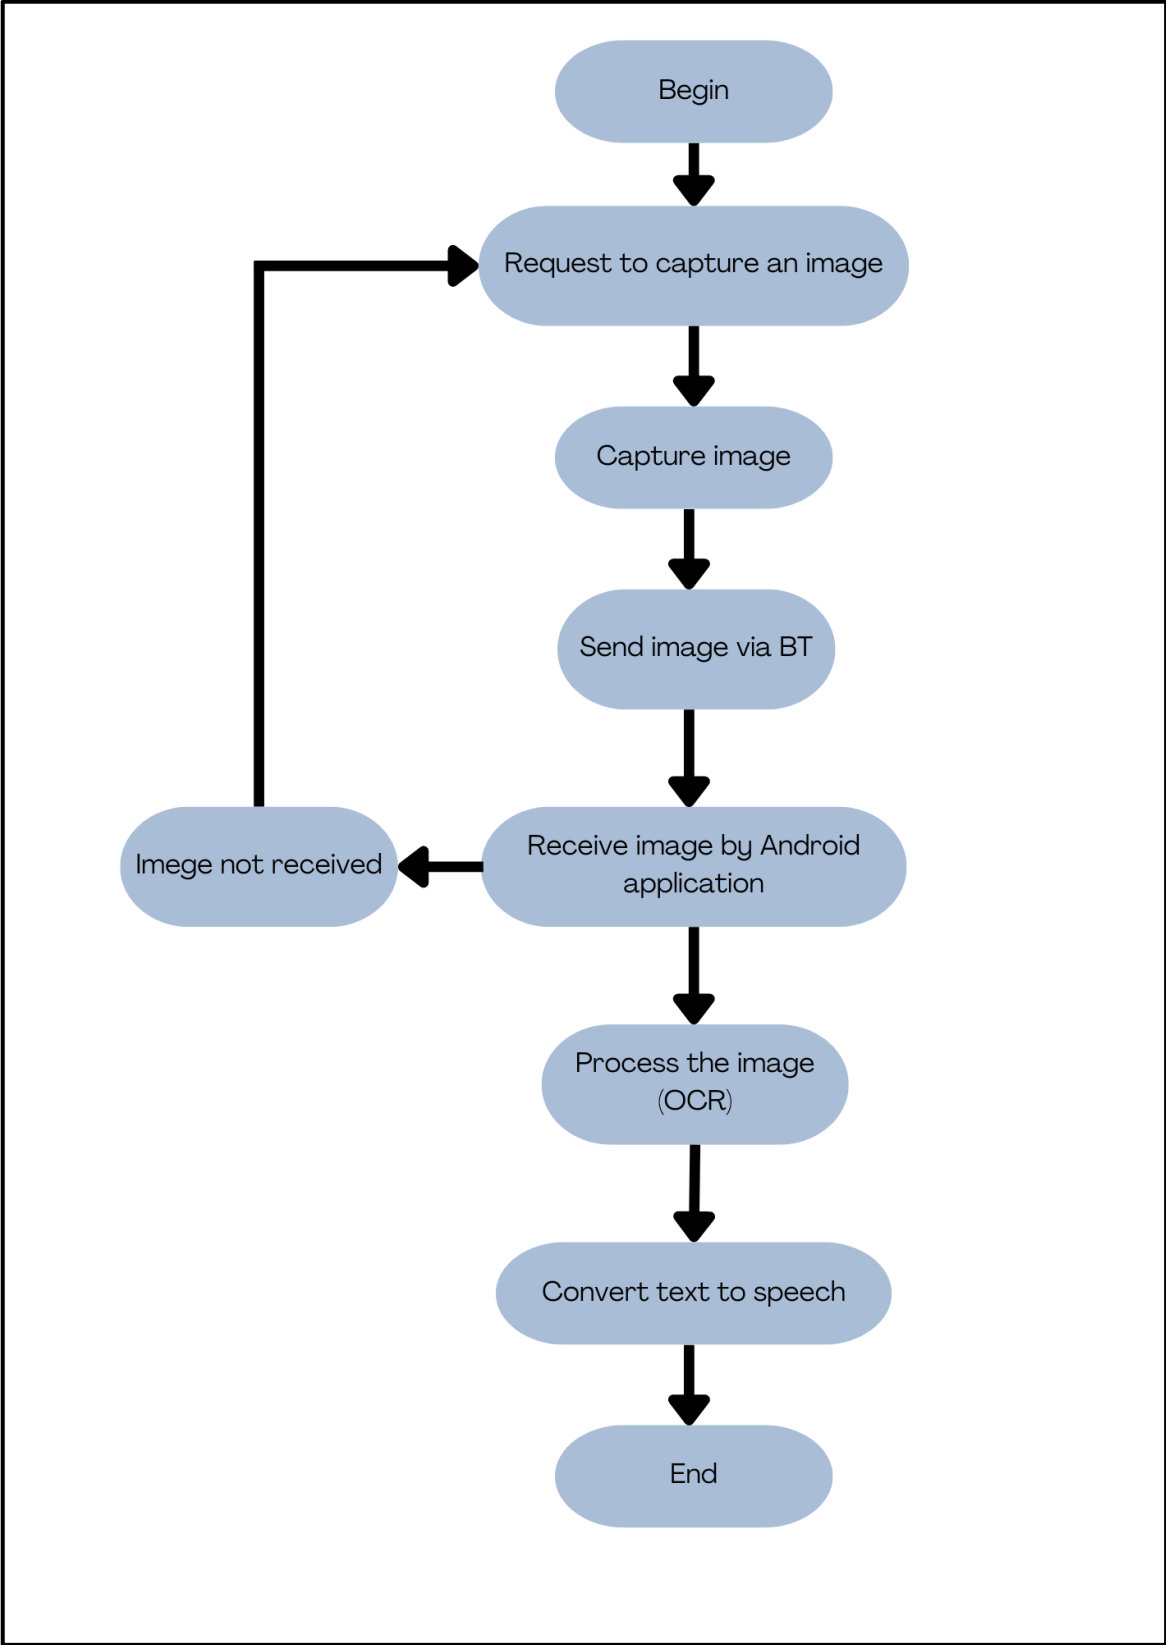 Begin
Request to capture an image
Capture image
Send image via BT
Receive image by Android
application
Imege not received
Process the image
(OCR)
Convert text to speech
End